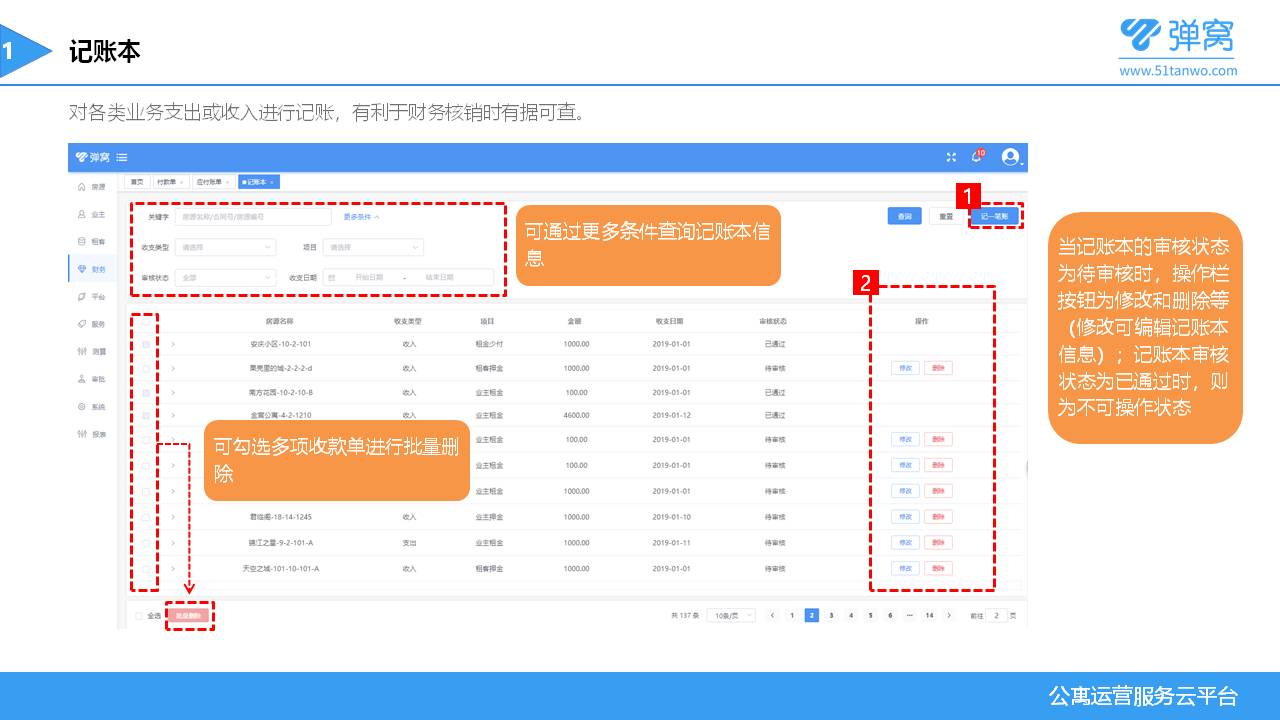 1
记账本
弹窝
www.51tanwo.com
对各类业务支出或收入进行记账，有利于财务核销时有据可查。
弹窝
10
首页 付款单 × 应付账单 × 记账本 ×
房源
业主
租客
财务
平台
服务
测算
审批
系统
报表
关键字 房源名称/合同号/房源编号 更多条件
收支类型 请选择 项目 请选择
审核状态 全部 收支日期 开始日期 - 结束日期
可通过更多条件查询记账本信
息
查询 重置 记一笔账
1
2
房源名称 收支类型 项目 金额 收支日期 审核状态 操作
安庆小区-10-2-101 收入 租金少付 1000.00 2019-01-01 已通过
果壳里的城-2-2-2-d 收入 租客押金 1000.00 2019-01-01 待审核 修改 删除
南方花园-10-2-10-B 收入 业主租金 100.00 2019-01-01 已通过
金富公寓-4-2-1210 收入 业主租金 4600.00 2019-01-12 已通过
业主租金 100.00 2019-01-01 待审核 修改 删除
业主租金 100.00 2019-01-01 待审核 修改 删除
业主租金 1000.00 2019-01-01 待审核 修改 删除
君临阁-18-14-1245 收入 业主押金 1000.00 2019-01-10 待审核 修改 删除
锦江之星-9-2-101-A 支出 业主租金 1000.00 2019-01-11 待审核 修改 删除
天空之城-101-10-101-A 收入 租客押金 1000.00 2019-01-01 待审核 修改 删除
可勾选多项收款单进行批量删
除
全选 批量删除
共 137 条 10条/页 1 2 3 4 5 6 ··· 14 前往 2 页
当记账本的审核状态
为待审核时，操作栏
按钮为修改和删除等
（修改可编辑记账本
信息）；记账本审核
状态为已通过时，则
为不可操作状态
公寓运营服务云平台